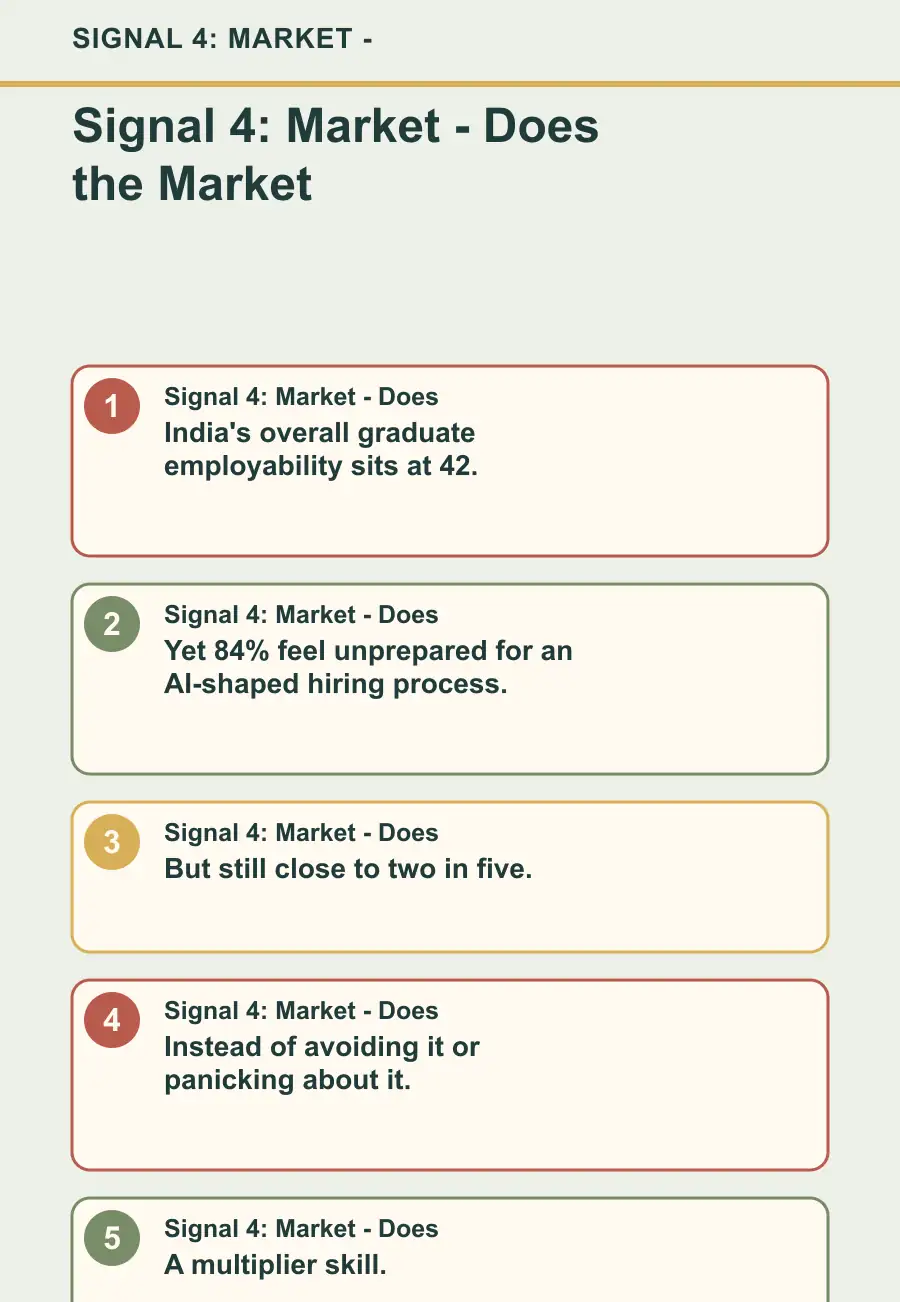 SIGNAL 4: MARKET -
Signal 4: Market - Does
the Market
1
Signal 4: Market - Does
India's overall graduate
employability sits at 42.
2
Signal 4: Market - Does
Yet 84% feel unprepared for an
AI-shaped hiring process.
3
Signal 4: Market - Does
But still close to two in five.
4
Signal 4: Market - Does
Instead of avoiding it or
panicking about it.
5
Signal 4: Market - Does
A multiplier skill.